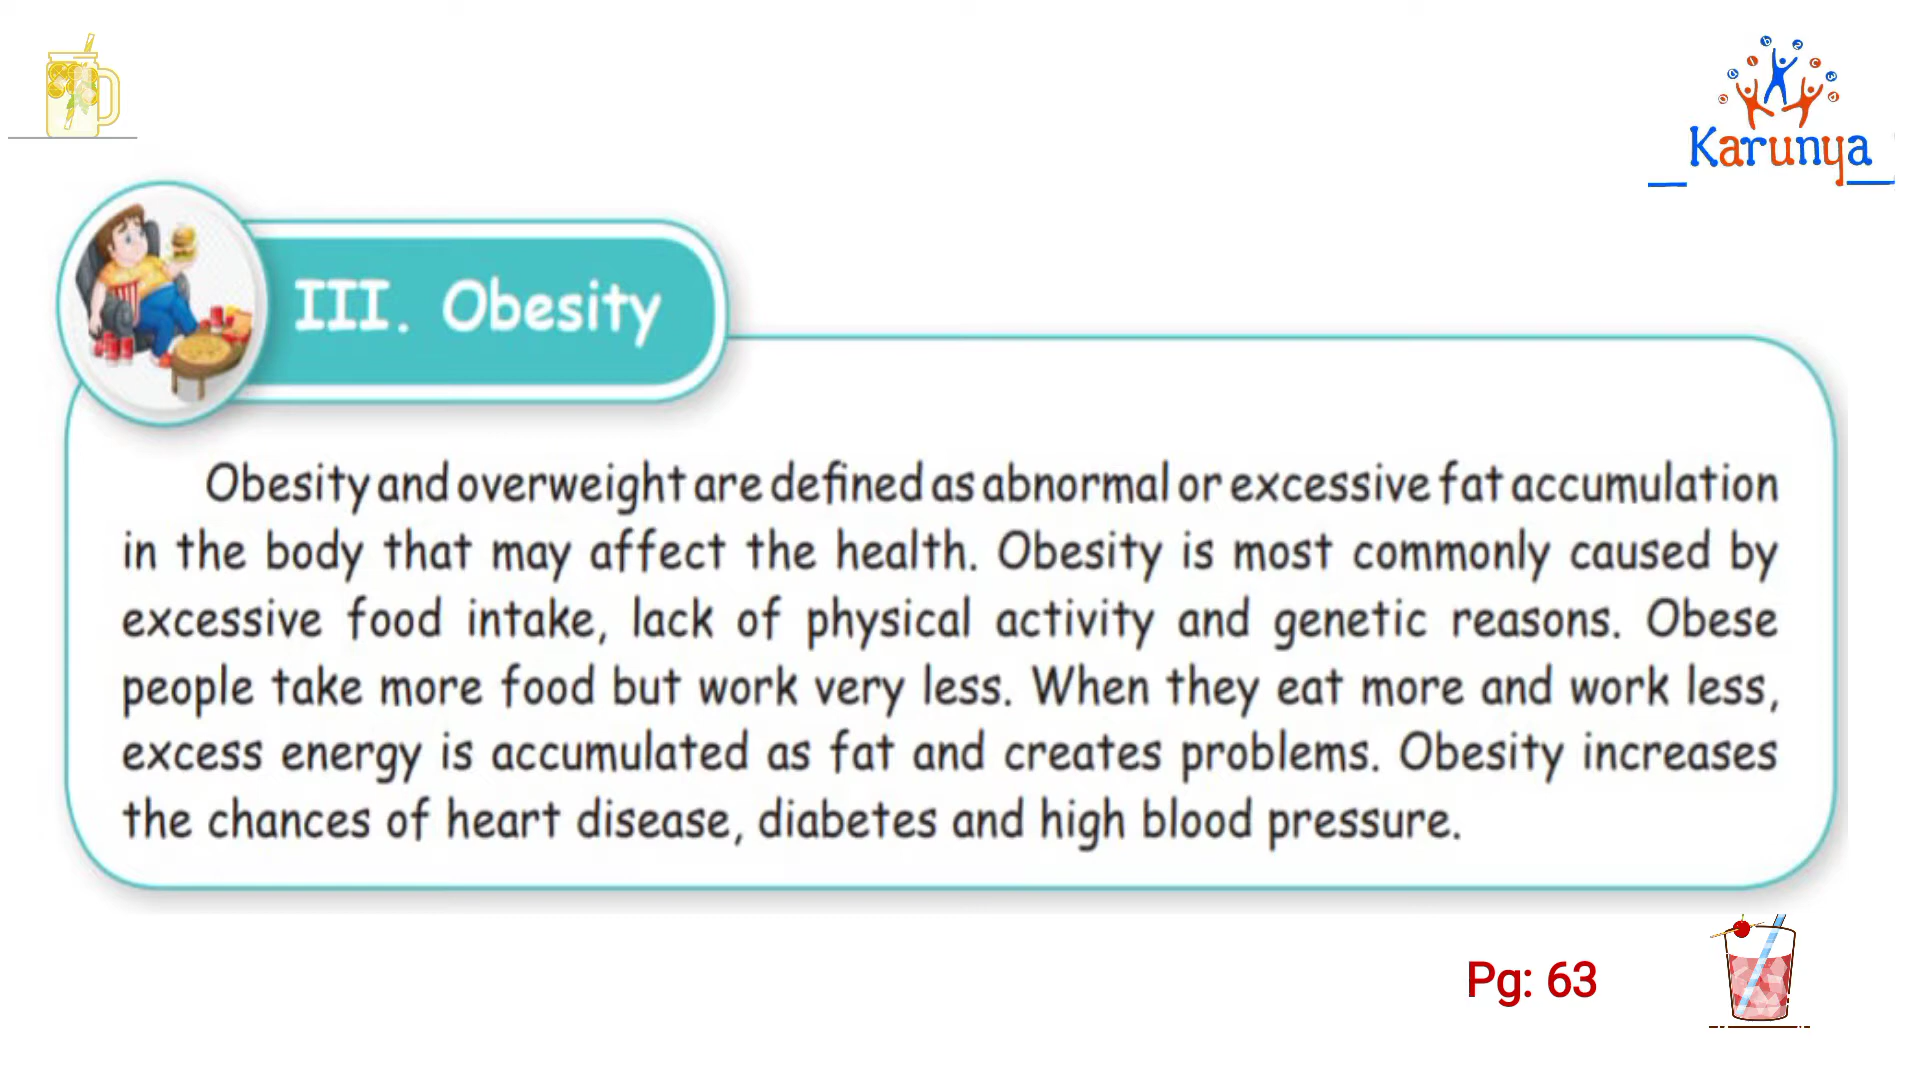 Karunya
III. Obesity
Obesity and overweight are defined as abnormal or excessive fat accumulation
in the body that may affect the health. Obesity is most commonly caused by
excessive food intake, lack of physical activity and genetic reasons. Obese
people take more food but work very less. When they eat more and work less,
excess energy is accumulated as fat and creates problems. Obesity increases
the chances of heart disease, diabetes and high blood pressure.
Pg: 63